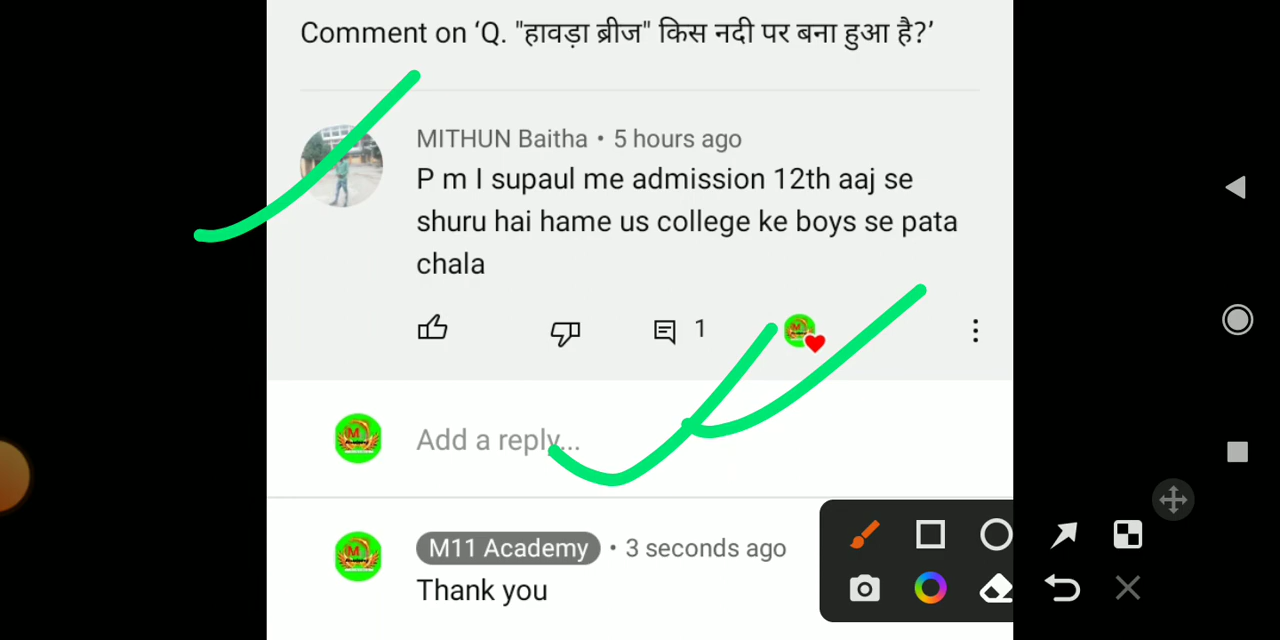 Comment on ‘Q. "हावड़ा ब्रीज" किस नदी पर बना हुआ है?’
MITHUN Baitha • 5 hours ago
P m I supaul me admission 12th aaj se
shuru hai hame us college ke boys se pata
chala
1
Add a reply...
M11 Academy • 3 seconds ago
Thank you